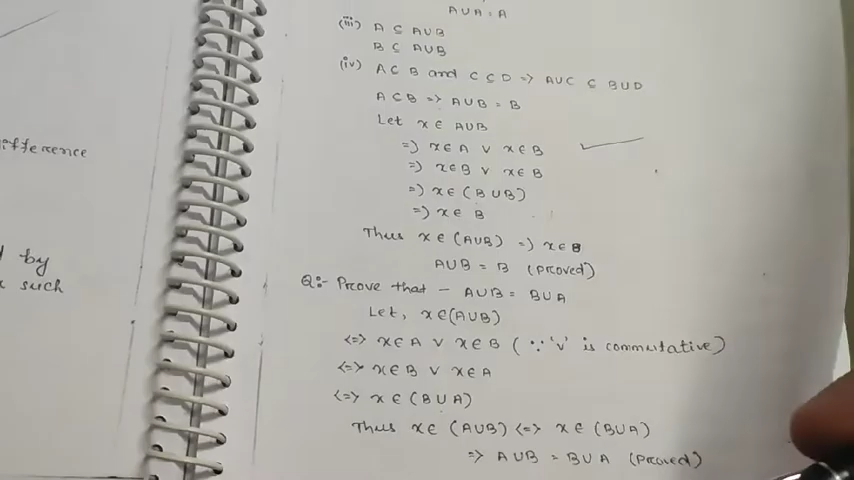 ifference
by
such
A∪A = A
(iii) A ⊆ A∪B
B ⊆ A∪B
(iv) A ⊂ B and C ⊆ D => A∪C ⊆ B∪D
A ⊂ B => A∪B = B
Let x ∈ A∪B
=> x∈A ∨ x∈B
=> x∈B ∨ x∈B
=> x∈(B∪B)
=> x∈ B
Thus x∈(A∪B) => x∈B
A∪B = B (Proved)
Q:- Prove that - A∪B = B∪A
Let, x∈(A∪B)
<=> x∈A ∨ x∈B (∵ '∨' is commutative)
<=> x∈B ∨ x∈A
<=> x∈(B∪A)
Thus x∈ (A∪B) <=> x∈(B∪A)
=> A∪B = B∪A (Proved)